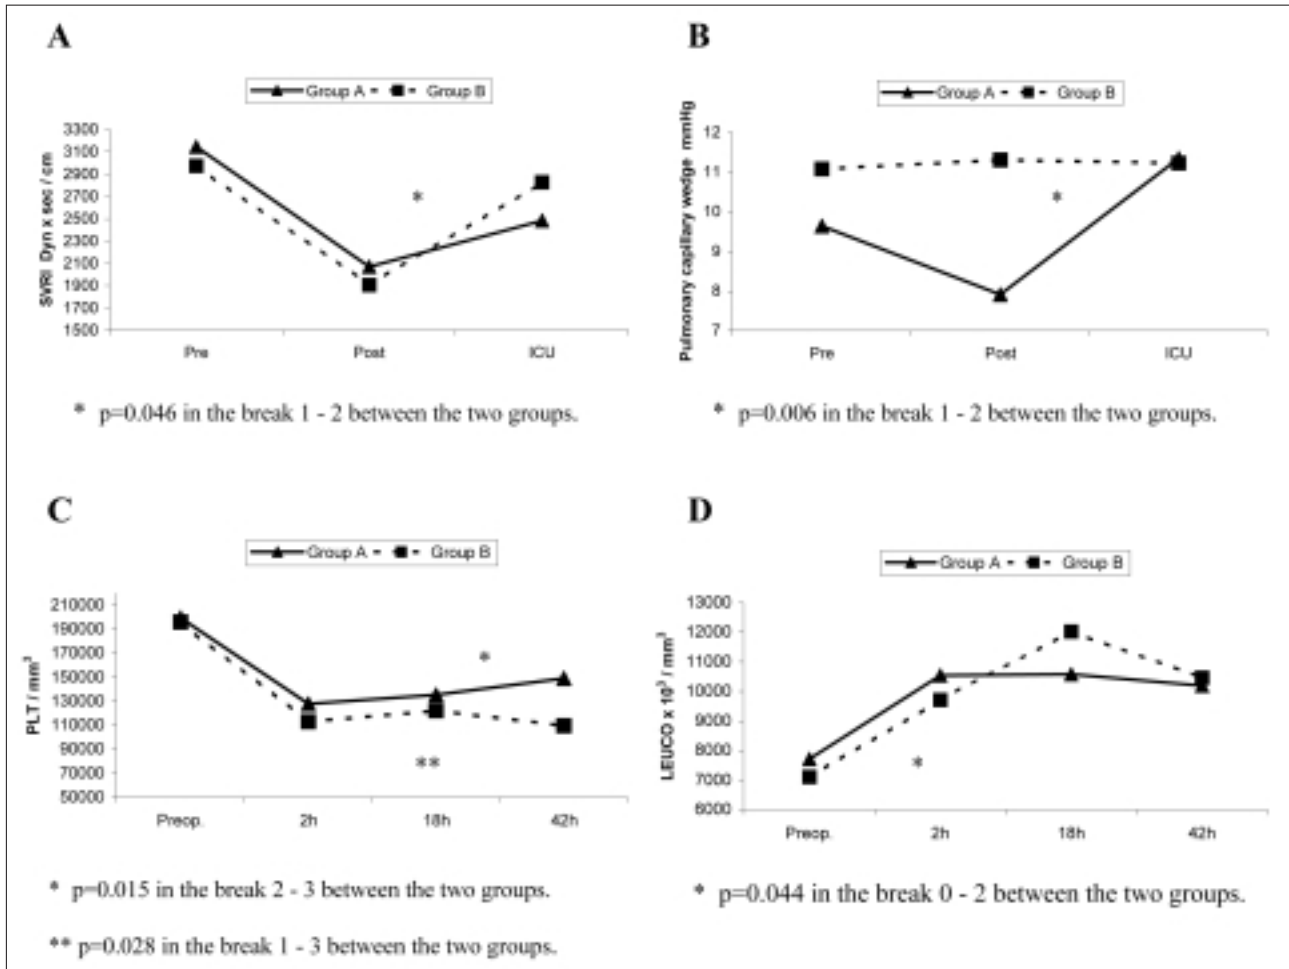 A
Group A Group B
SVRI Dyn x sec / cm
3300
3100
2900
2700
2500
2300
2100
1900
1700
1500
*
Pre Post ICU
* p=0.046 in the break 1 - 2 between the two groups.
B
Group A Group B
Pulmonary capillary wedge mmHg
12
11
10
9
8
7
*
Pre Post ICU
* p=0.006 in the break 1 - 2 between the two groups.
C
Group A Group B
PLT / mm³
210000
190000
170000
150000
130000
110000
90000
70000
50000
*
**
Preop. 2h 18h 42h
* p=0.015 in the break 2 - 3 between the two groups.
** p=0.028 in the break 1 - 3 between the two groups.
D
Group A Group B
LEUCO x 10³ / mm³
13000
12000
11000
10000
9000
8000
7000
6000
*
Preop. 2h 18h 42h
* p=0.044 in the break 0 - 2 between the two groups.